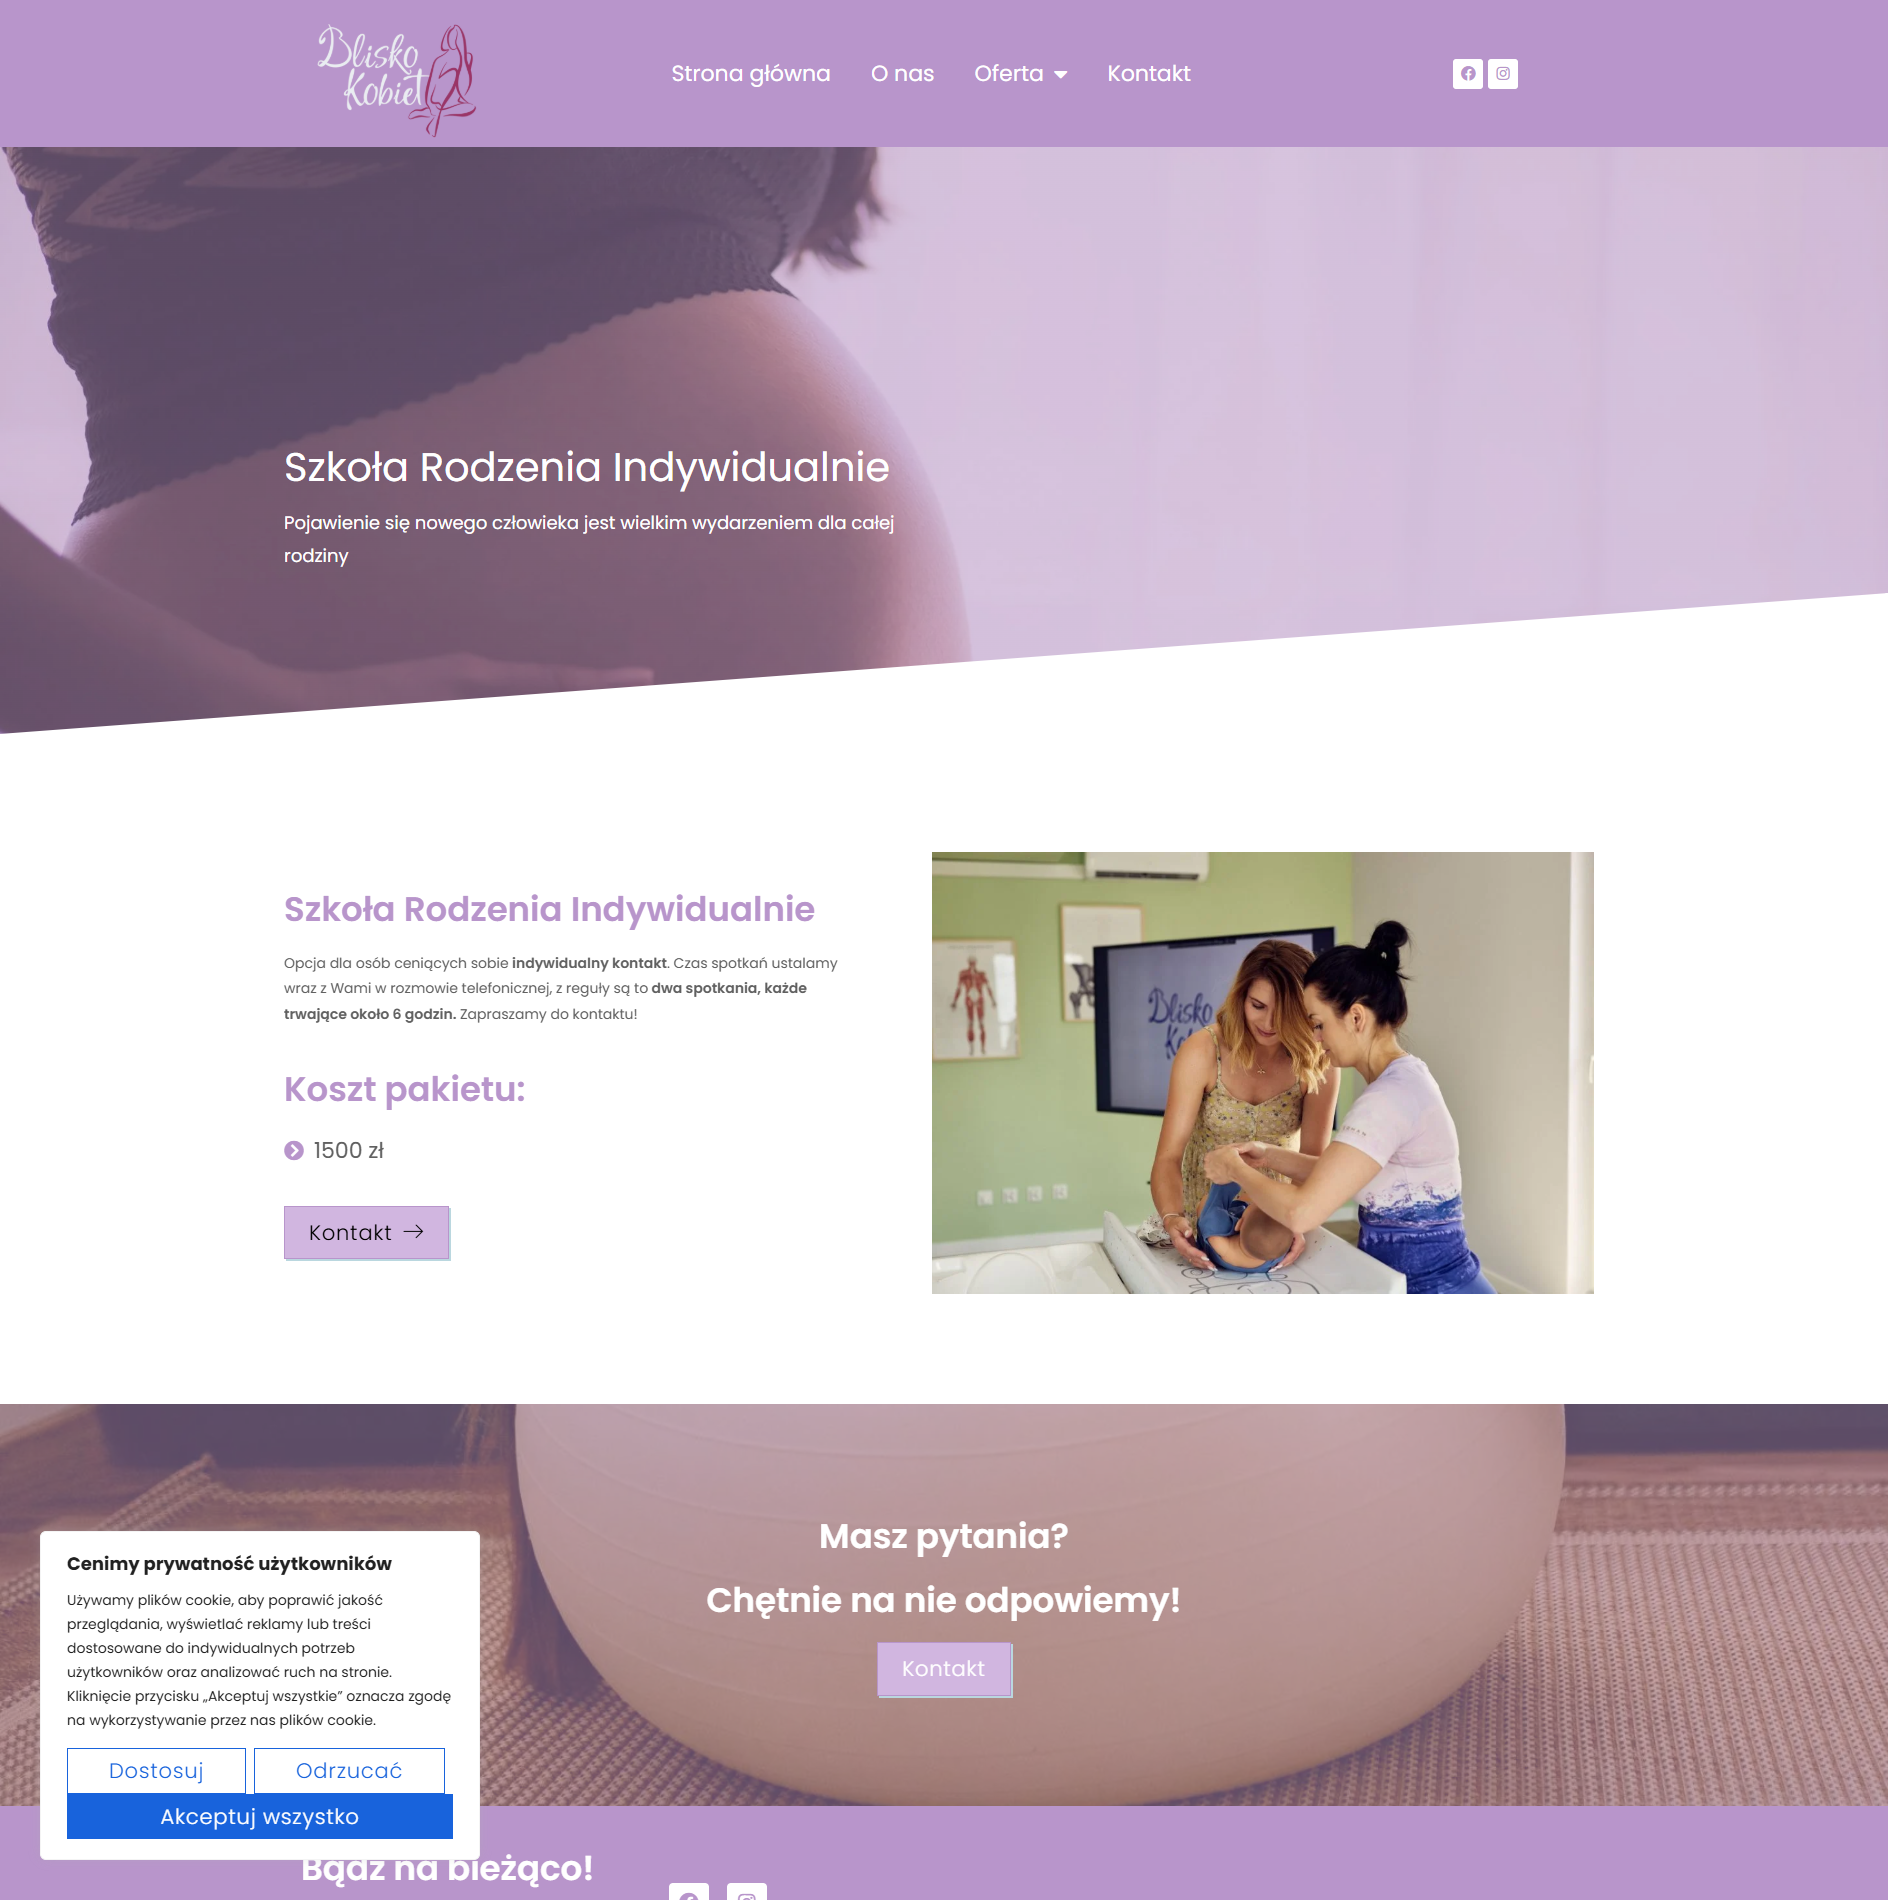 Blisko
Kobiet
Strona główna
O nas
Oferta
Kontakt
Szkoła Rodzenia Indywidualnie
Pojawienie się nowego człowieka jest wielkim wydarzeniem dla całej
rodziny
Szkoła Rodzenia Indywidualnie
Opcja dla osób ceniących sobie indywidualny kontakt. Czas spotkań ustalamy
wraz z Wami w rozmowie telefonicznej, z reguły są to dwa spotkania, każde
trwające około 6 godzin. Zapraszamy do kontaktu!
Koszt pakietu:
1500 zł
Kontakt
Blisko
Masz pytania?
Chętnie na nie odpowiemy!
Kontakt
Cenimy prywatność użytkowników
Używamy plików cookie, aby poprawić jakość
przeglądania, wyświetlać reklamy lub treści
dostosowane do indywidualnych potrzeb
użytkowników oraz analizować ruch na stronie.
Kliknięcie przycisku „Akceptuj wszystkie” oznacza zgodę
na wykorzystywanie przez nas plików cookie.
Dostosuj
Odrzucać
Akceptuj wszystko
Bądź na bieżąco!